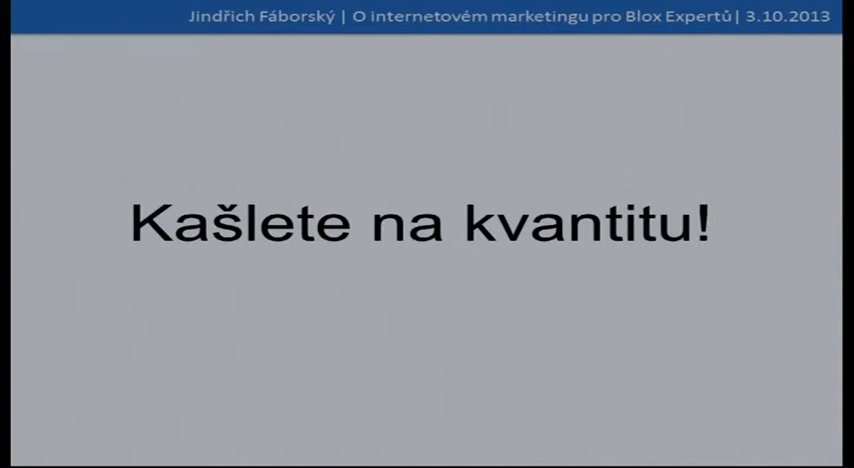 Jindřich Fáborský| O internetovém marketingu pro Blox Expertů| 3.10.2013
Kašlete na kvantitu!